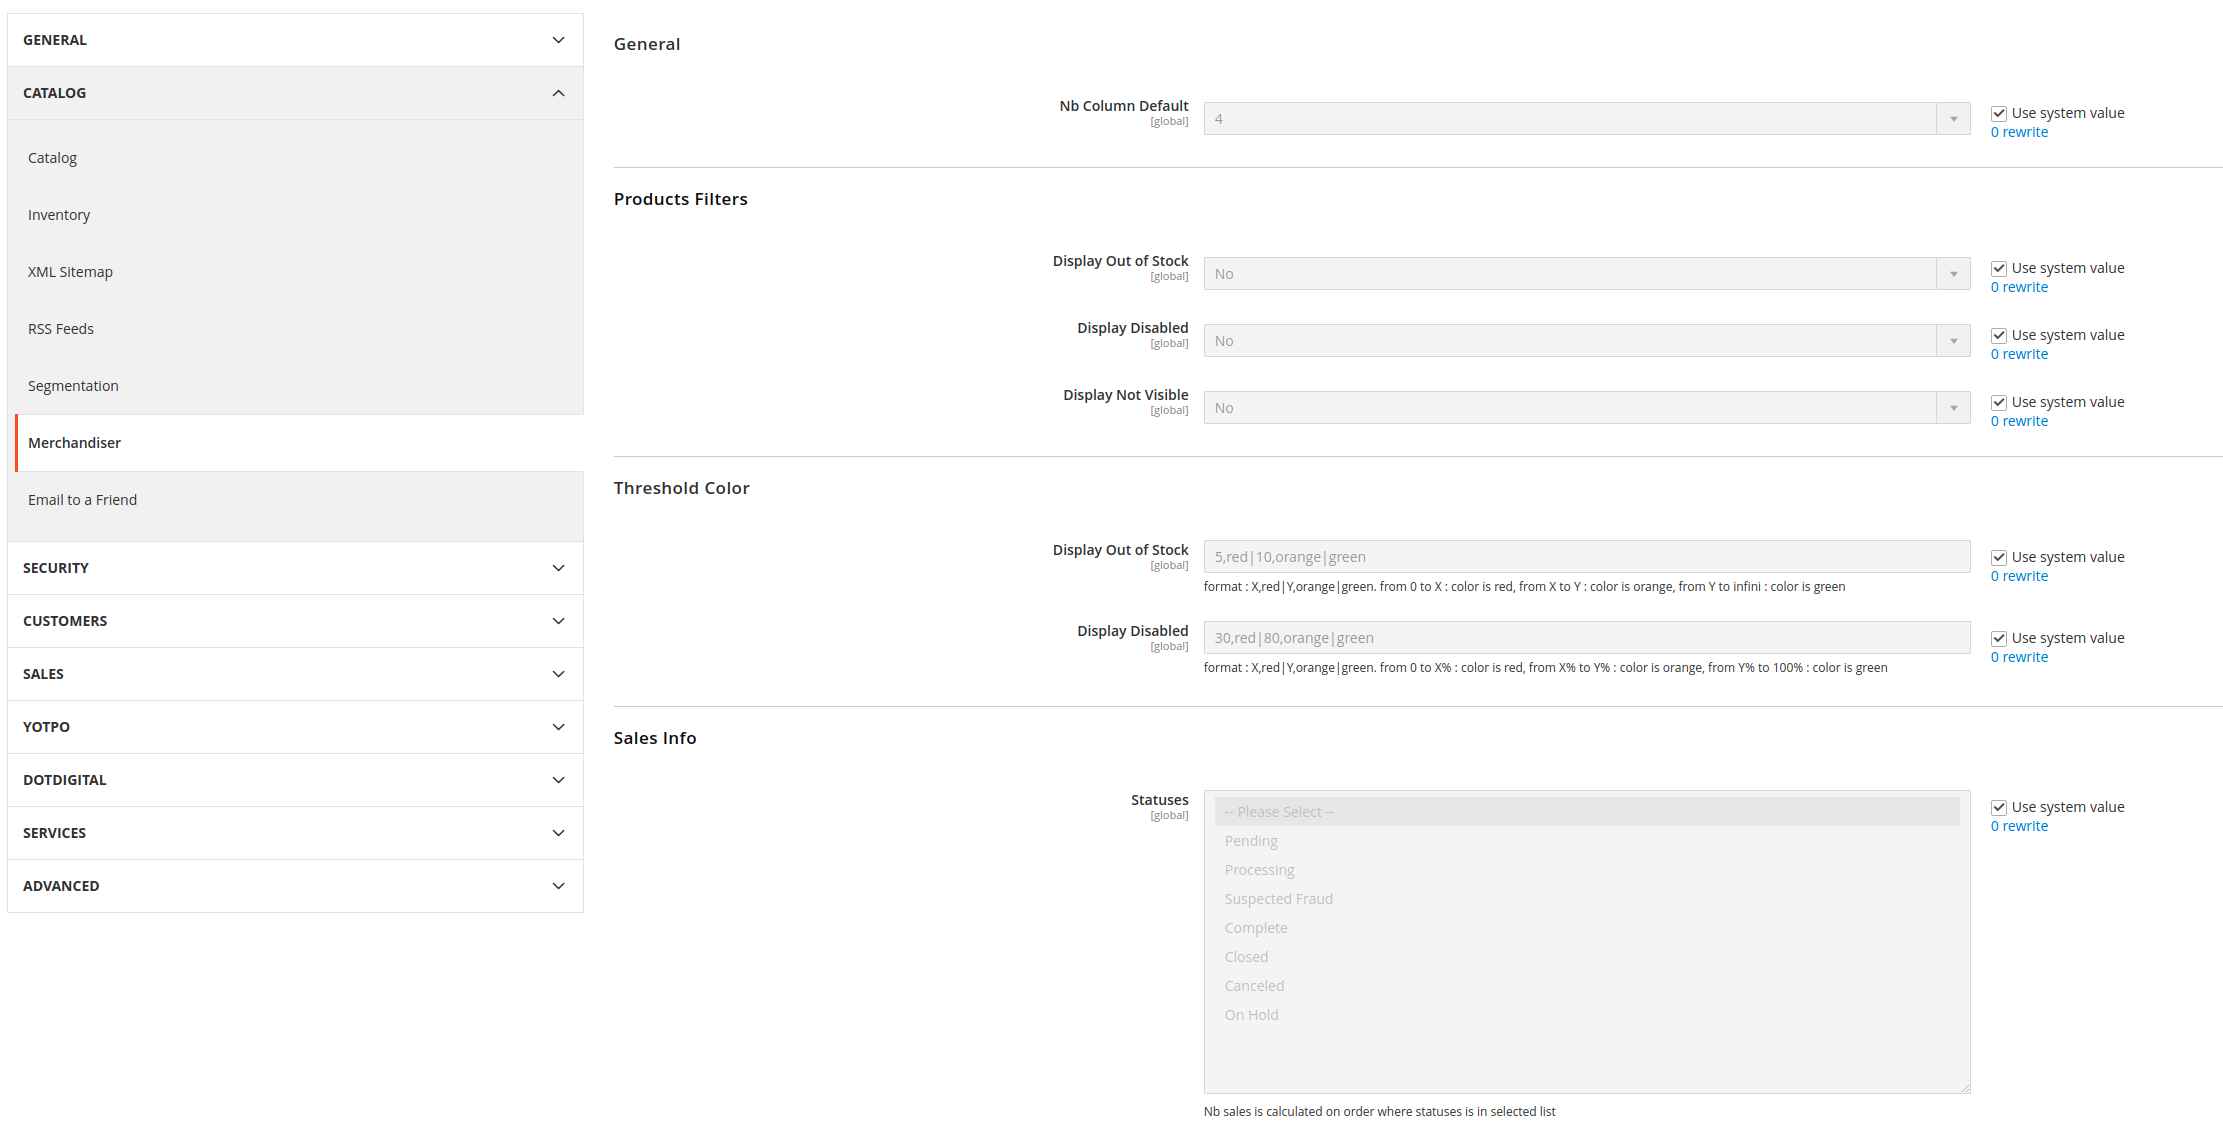 GENERAL
CATALOG
Catalog
Inventory
XML Sitemap
RSS Feeds
Segmentation
Merchandiser
Email to a Friend
SECURITY
CUSTOMERS
SALES
YOTPO
DOTDIGITAL
SERVICES
ADVANCED
General
Nb Column Default
[global]
4
Use system value
0 rewrite
Products Filters
Display Out of Stock
[global]
No
Use system value
0 rewrite
Display Disabled
[global]
No
Use system value
0 rewrite
Display Not Visible
[global]
No
Use system value
0 rewrite
Threshold Color
Display Out of Stock
[global]
5,red|10,orange|green
Use system value
0 rewrite
format : X,red|Y,orange|green. from 0 to X : color is red, from X to Y : color is orange, from Y to infini : color is green
Display Disabled
[global]
30,red|80,orange|green
Use system value
0 rewrite
format : X,red|Y,orange|green. from 0 to X% : color is red, from X% to Y% : color is orange, from Y% to 100% : color is green
Sales Info
Statuses
[global]
-- Please Select --
Pending
Processing
Suspected Fraud
Complete
Closed
Canceled
On Hold
Use system value
0 rewrite
Nb sales is calculated on order where statuses is in selected list